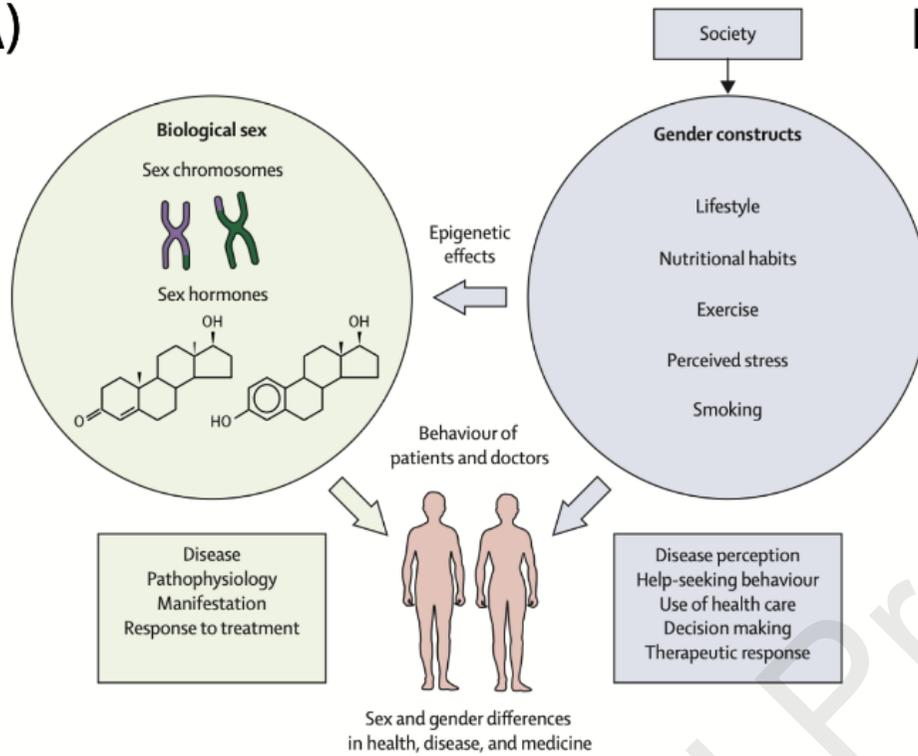 Society
Biological sex
Sex chromosomes
Sex hormones
OH
O
OH
HO
Epigenetic
effects
Gender constructs
Lifestyle
Nutritional habits
Exercise
Perceived stress
Smoking
Behaviour of
patients and doctors
Disease
Pathophysiology
Manifestation
Response to treatment
Disease perception
Help-seeking behaviour
Use of health care
Decision making
Therapeutic response
Sex and gender differences
in health, disease, and medicine